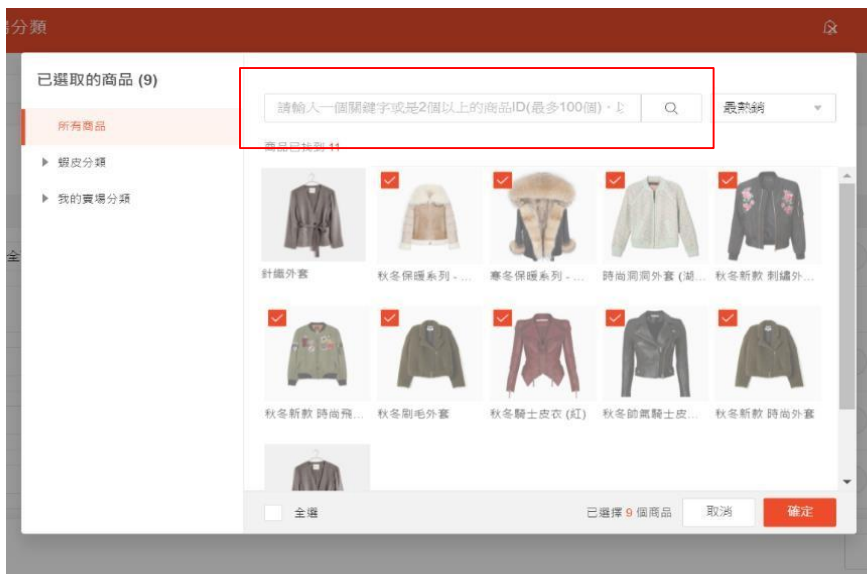 分類
已選取的商品 (9)
所有商品
蝦皮分類
我的賣場分類
全
請輸入一個關鍵字或是2個以上的商品ID(最多100個)，以
最熱銷
商品已找到 11
針織外套
秋冬保暖系列 - ...
寒冬保暖系列 - ...
時尚洞洞外套 (湖...
秋冬新款 刺繡外...
秋冬新款 時尚飛...
秋冬刷毛外套
秋冬騎士皮衣 (紅)
秋冬帥氣騎士皮...
秋冬新款 時尚外套
全選
已選擇 9 個商品
取消
確定